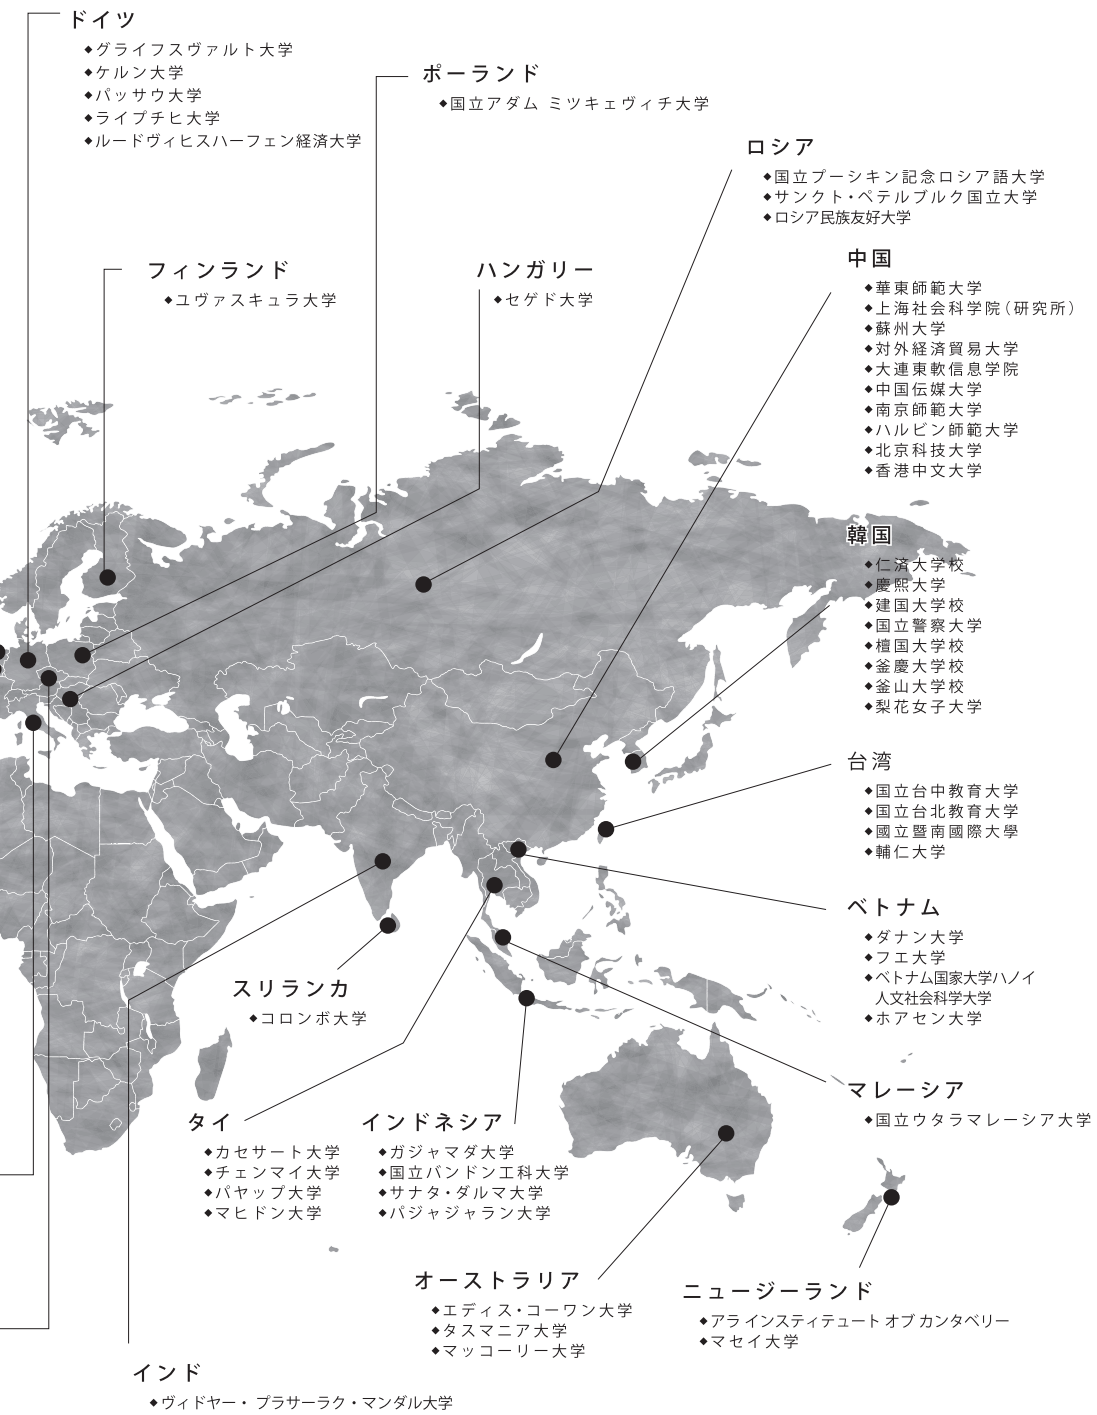 ドイツ
◆グライフスヴァルト大学
◆ケルン大学
◆パッサウ大学
◆ライプチヒ大学
◆ルードヴィヒスハーフェン経済大学
ポーランド
◆国立アダム ミツキェヴィチ大学
ロシア
◆国立プーシキン記念ロシア語大学
◆サンクト・ペテルブルク国立大学
◆ロシア民族友好大学
フィンランド
◆ユヴァスキュラ大学
ハンガリー
◆セゲド大学
中国
◆華東師範大学
◆上海社会科学学院（研究所）
◆蘇州大学
◆対外経済貿易大学
◆大連東軟信息学院
◆中国伝媒大学
◆南京師範大学
◆ハルビン師範大学
◆北京科技大学
◆香港中文大学
韓国
◆仁済大学校
◆慶熙大学
◆建国大学校
◆国立警察大学
◆檀国大学校
◆釜慶大学校
◆釜山大学校
◆梨花女子大学
台湾
◆国立台中教育大学
◆国立台北教育大学
◆國立暨南國際大學
◆輔仁大学
ベトナム
◆ダナン大学
◆フエ大学
◆ベトナム国家大学ハノイ
人文社会科学大学
◆ホアセン大学
スリランカ
◆コロンボ大学
マレーシア
◆国立ウタラマレーシア大学
タイ
◆カセサート大学
◆チェンマイ大学
◆パヤップ大学
◆マヒドン大学
インドネシア
◆ガジャマダ大学
◆国立バンドン工科大学
◆サナタ・ダルマ大学
◆パジャジャラン大学
オーストラリア
◆エディス・コーワン大学
◆タスマニア大学
◆マッコーリー大学
ニュージーランド
◆アラ インスティテュート オブ カンタベリー
◆マセイ大学
インド
◆ヴィドヤー・ プラサーラク・マンダル大学